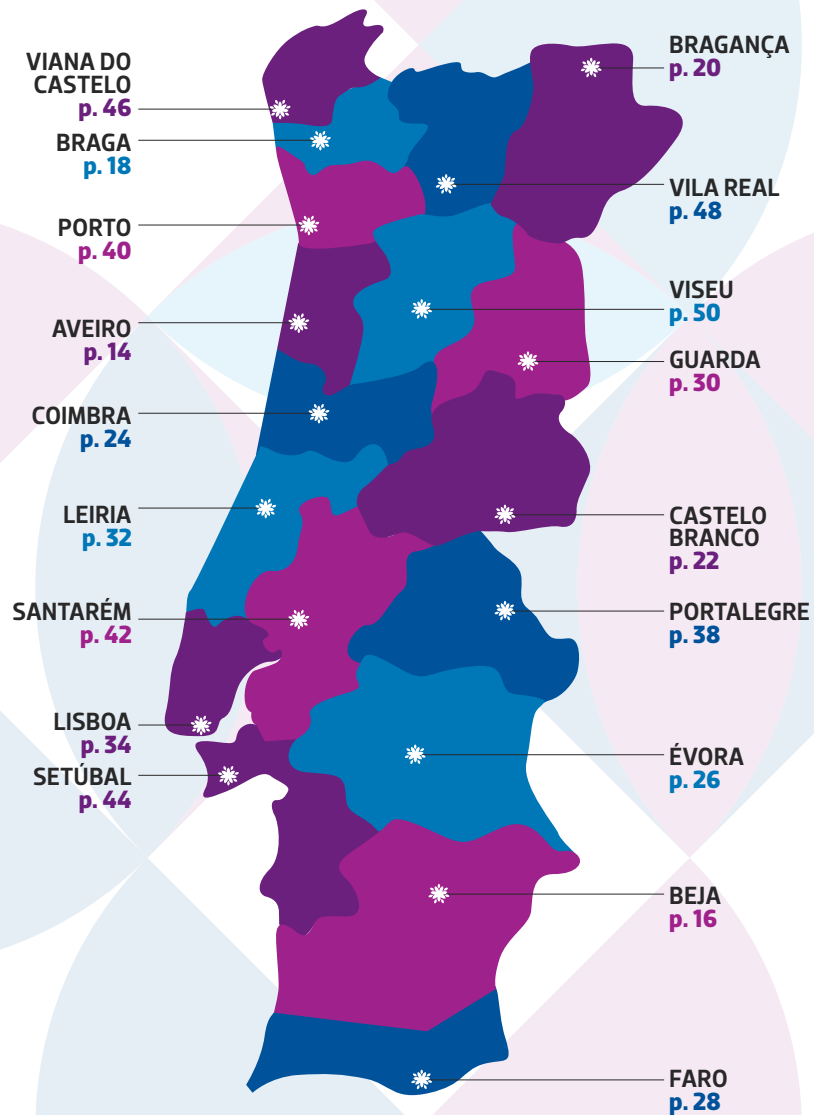 VIANA DO
CASTELO
p. 46
BRAGA
p. 18
PORTO
p. 40
AVEIRO
p. 14
COIMBRA
p. 24
LEIRIA
p. 32
SANTARÉM
p. 42
LISBOA
p. 34
SETÚBAL
p. 44
BRAGANÇA
p. 20
VILA REAL
p. 48
VISEU
p. 50
GUARDA
p. 30
CASTELO
BRANCO
p. 22
PORTALEGRE
p. 38
ÉVORA
p. 26
BEJA
p. 16
FARO
p. 28